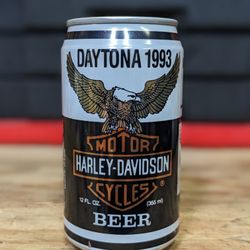 DAYTONA 1993
MOTOR
HARLEY-DAVIDSON
CYCLES®
12 FL. OZ. (355 ml)
BEER